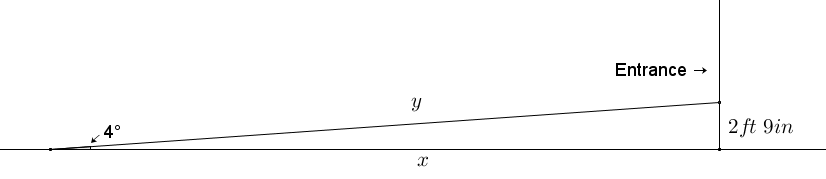 Entrance →
y
4°
2ft 9in
x